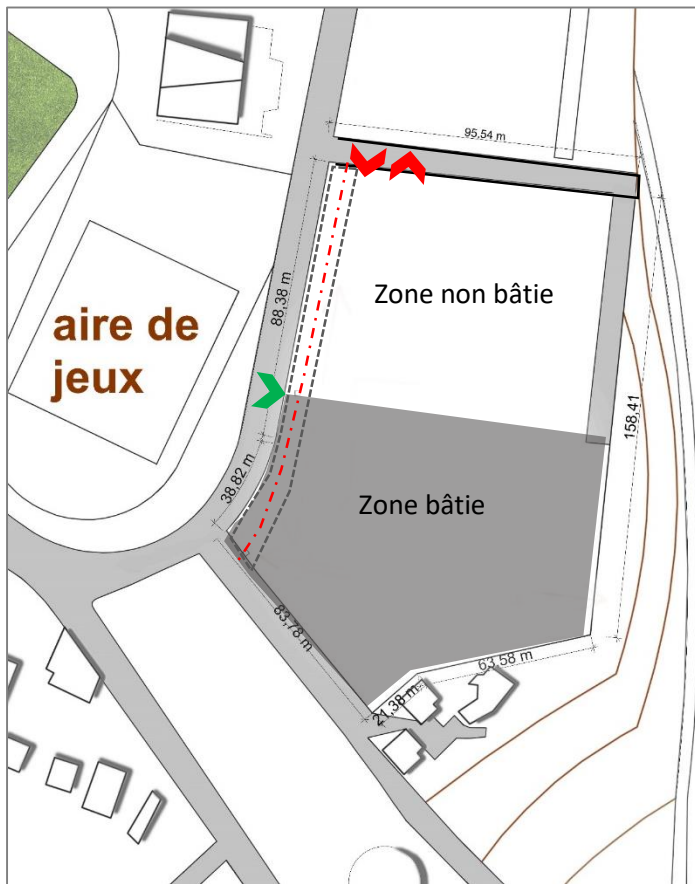 95,54 m
88,38 m
Zone non bâtie
aire de
jeux
158,41
38,82 m
Zone bâtie
83,78 m
63,58 m
21,38 m